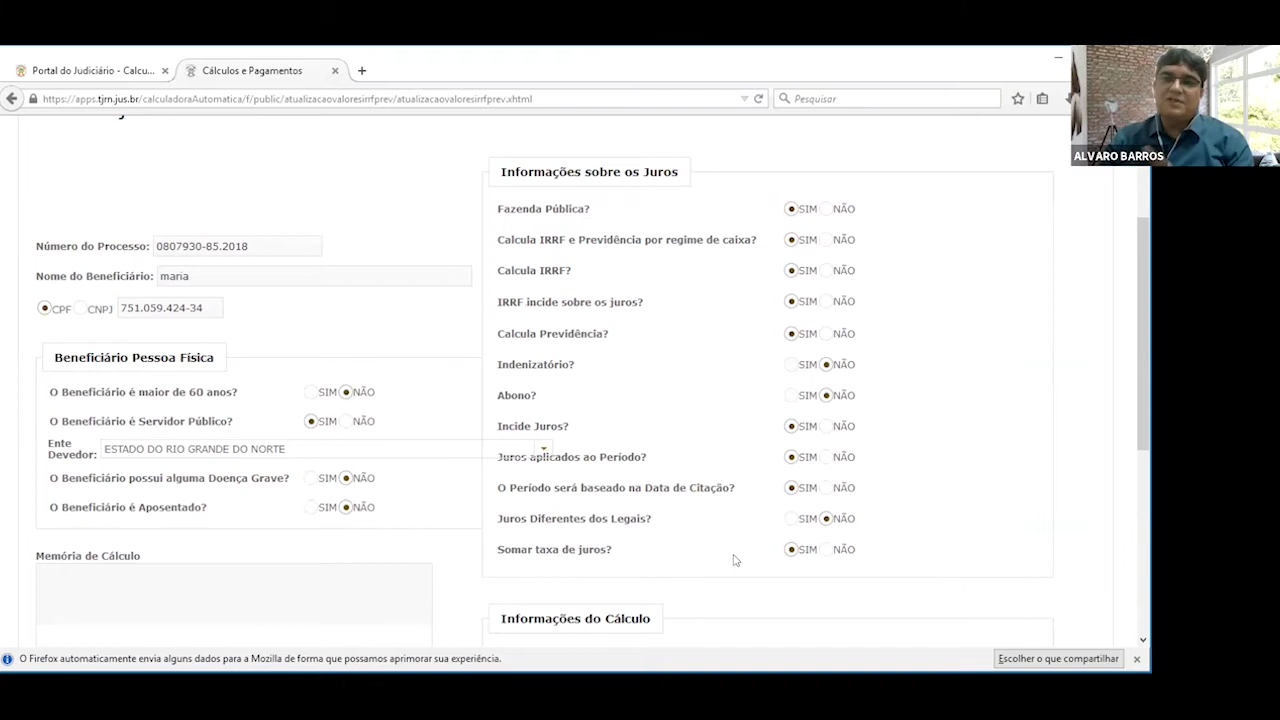 Portal do Judiciário - Calcu...
Cálculos e Pagamentos
https://apps.tjrn.jus.br/calculadoraAutomatica/f/public/atualizacaovaloresirrfprev/atualizacaovaloresirrfprev.xhtml
Pesquisar
ALVARO BARROS
Número do Processo: 0807930-85.2018
Nome do Beneficiário: maria
CPF CNPJ 751.059.424-34
Beneficiário Pessoa Física
O Beneficiário é maior de 60 anos? SIM NÃO
O Beneficiário é Servidor Público? SIM NÃO
Ente
Devedor: ESTADO DO RIO GRANDE DO NORTE
O Beneficiário possui alguma Doença Grave? SIM NÃO
O Beneficiário é Aposentado? SIM NÃO
Memória de Cálculo
Informações sobre os Juros
Fazenda Pública? SIM NÃO
Calcula IRRF e Previdência por regime de caixa? SIM NÃO
Calcula IRRF? SIM NÃO
IRRF incide sobre os juros? SIM NÃO
Calcula Previdência? SIM NÃO
Indenizatório? SIM NÃO
Abono? SIM NÃO
Incide Juros? SIM NÃO
Juros aplicados ao Período? SIM NÃO
O Período será baseado na Data de Citação? SIM NÃO
Juros Diferentes dos Legais? SIM NÃO
Somar taxa de juros? SIM NÃO
Informações do Cálculo
O Firefox automaticamente envia alguns dados para a Mozilla de forma que possamos aprimorar sua experiência.
Escolher o que compartilhar